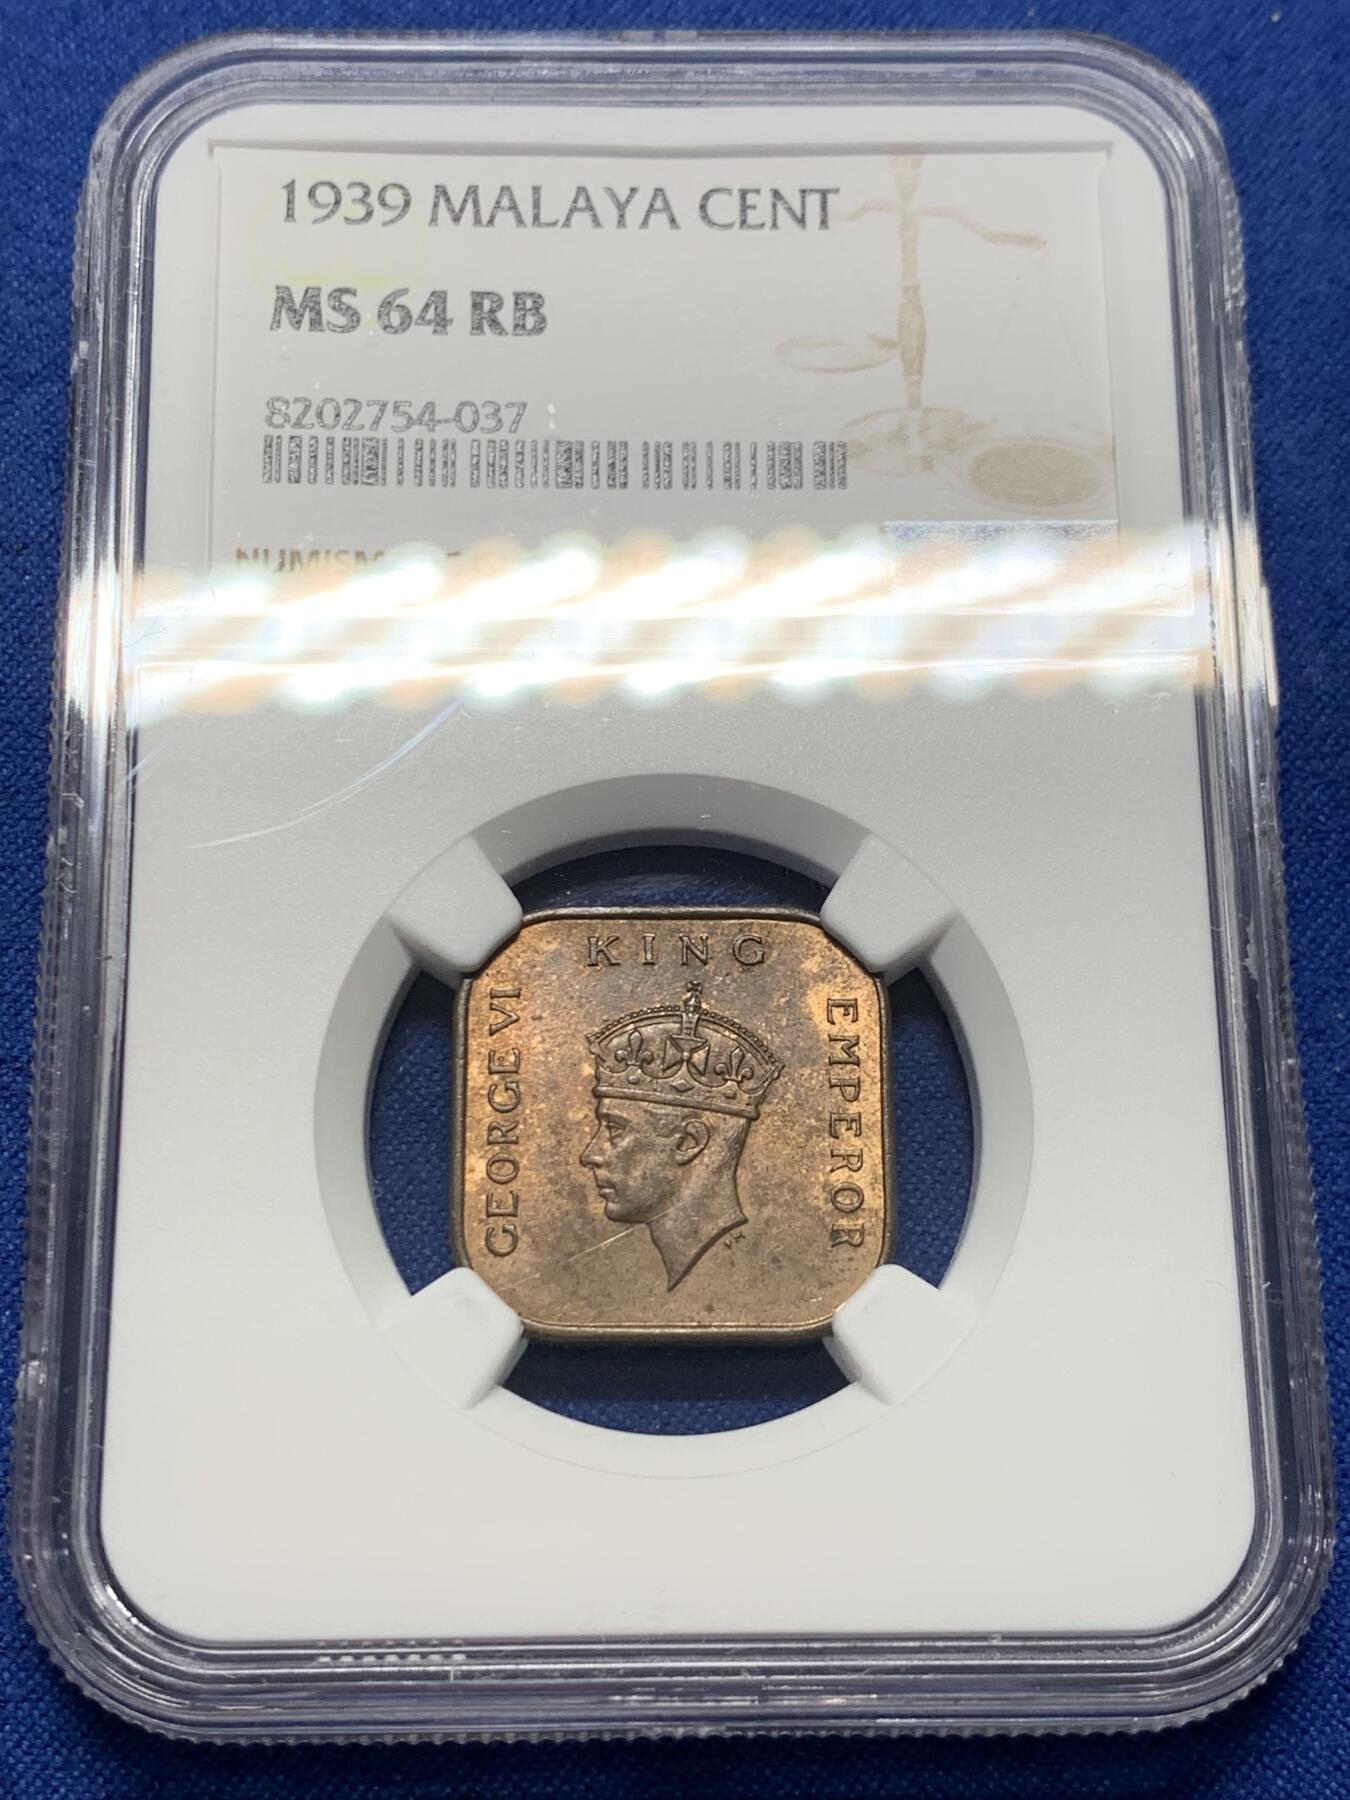 1939 MALAYA CENT
MS 64 RB
8202754-037
KING
GEORGE VI
EMPEROR